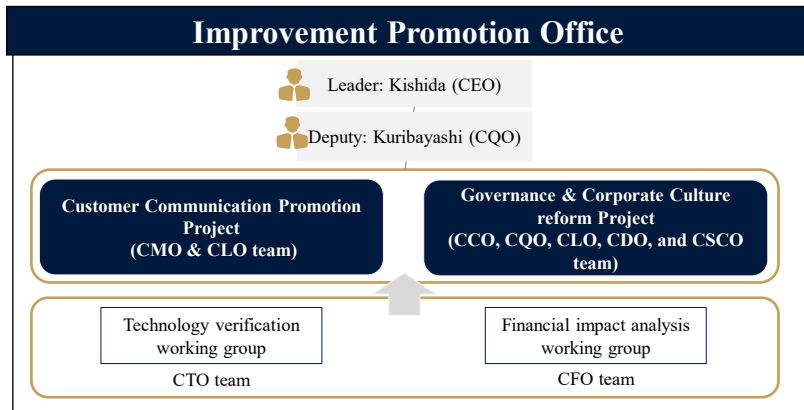 Improvement Promotion Office
Leader: Kishida (CEO)
Deputy: Kuribayashi (CQO)
Customer Communication Promotion
Project
(CMO & CLO team)
Governance & Corporate Culture
reform Project
(CCO, CQO, CLO, CDO, and CSCO
team)
Technology verification
working group
CTO team
Financial impact analysis
working group
CFO team